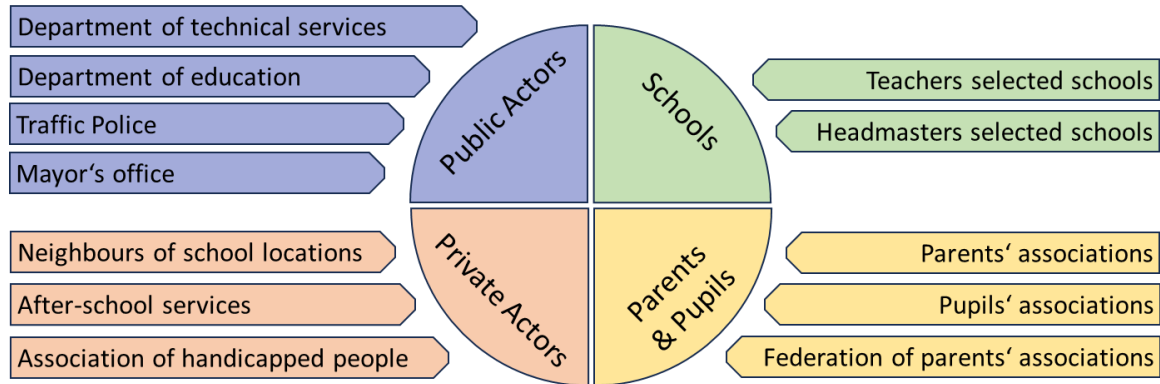 Department of technical services
Department of education
Traffic Police
Mayor‘s office
Public Actors
Schools
Teachers selected schools
Headmasters selected schools
Neighbours of school locations
After-school services
Association of handicapped people
Private Actors
Parents
& Pupils
Parents‘ associations
Pupils‘ associations
Federation of parents‘ associations